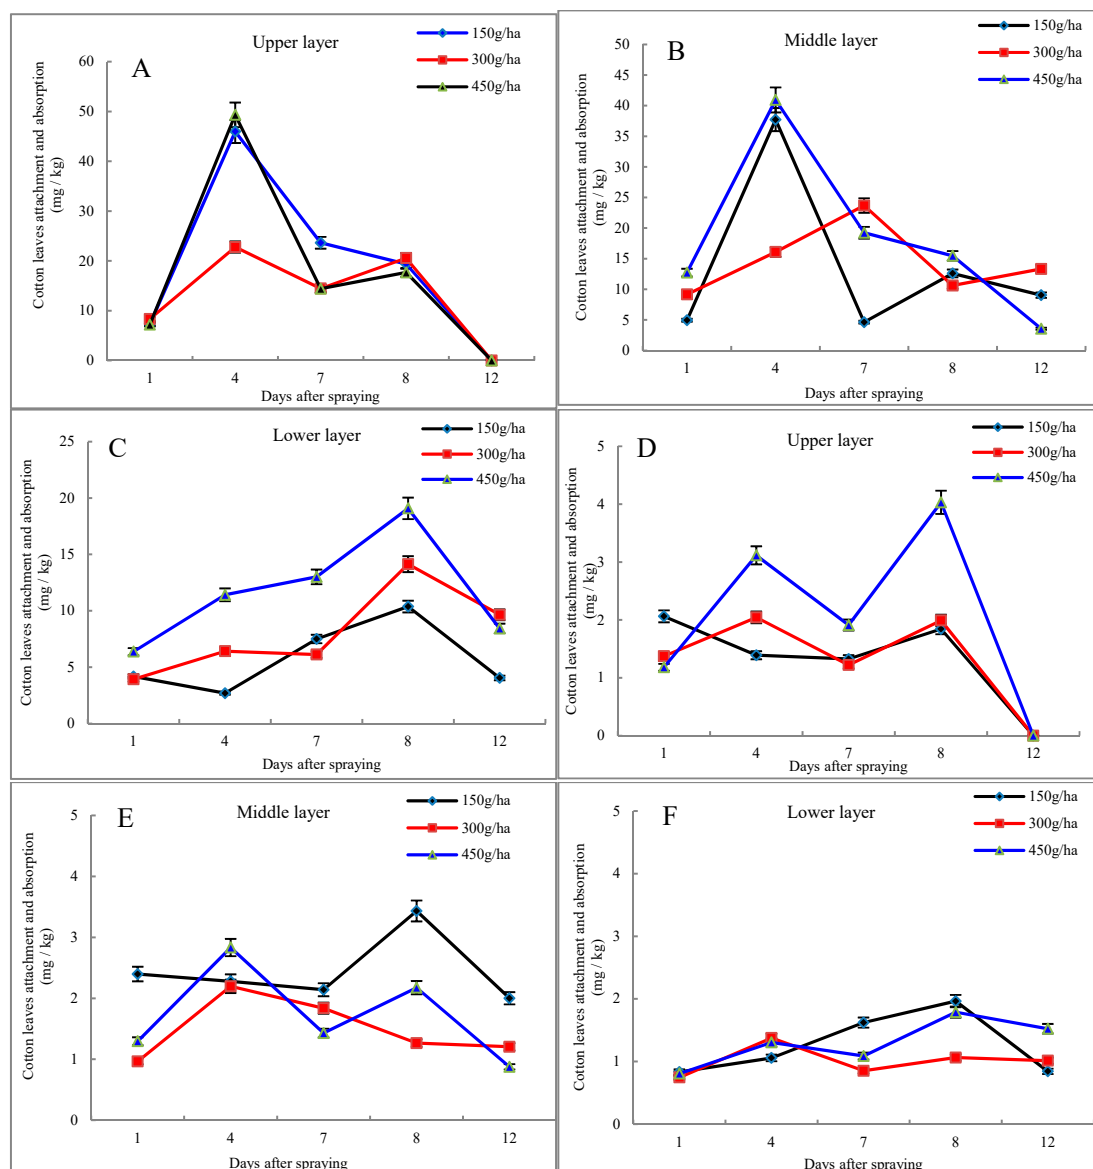 A
Upper layer
150g/ha
300g/ha
450g/ha
Cotton leaves attachment and absorption
(mg / kg)
60
50
40
30
20
10
0
1 4 7 8 12
Days after spraying
B
Middle layer
150g/ha
300g/ha
450g/ha
Cotton leaves attachment and absorption
(mg / kg)
50
45
40
35
30
25
20
15
10
5
0
1 4 7 8 12
Days after spraying
C
Lower layer
150g/ha
300g/ha
450g/ha
Cotton leaves attachment and absorption
(mg / kg)
25
20
15
10
5
0
1 4 7 8 12
Days after spraying
D
Upper layer
150g/ha
300g/ha
450g/ha
Cotton leaves attachment and absorption
(mg / kg)
5
4
3
2
1
0
1 4 7 8 12
Days after spraying
E
Middle layer
150g/ha
300g/ha
450g/ha
Cotton leaves attachment and absorption
(mg / kg)
5
4
3
2
1
0
1 4 7 8 12
Days after spraying
F
Lower layer
150g/ha
300g/ha
450g/ha
Cotton leaves attachment and absorption
(mg / kg)
5
4
3
2
1
0
1 4 7 8 12
Days after spraying